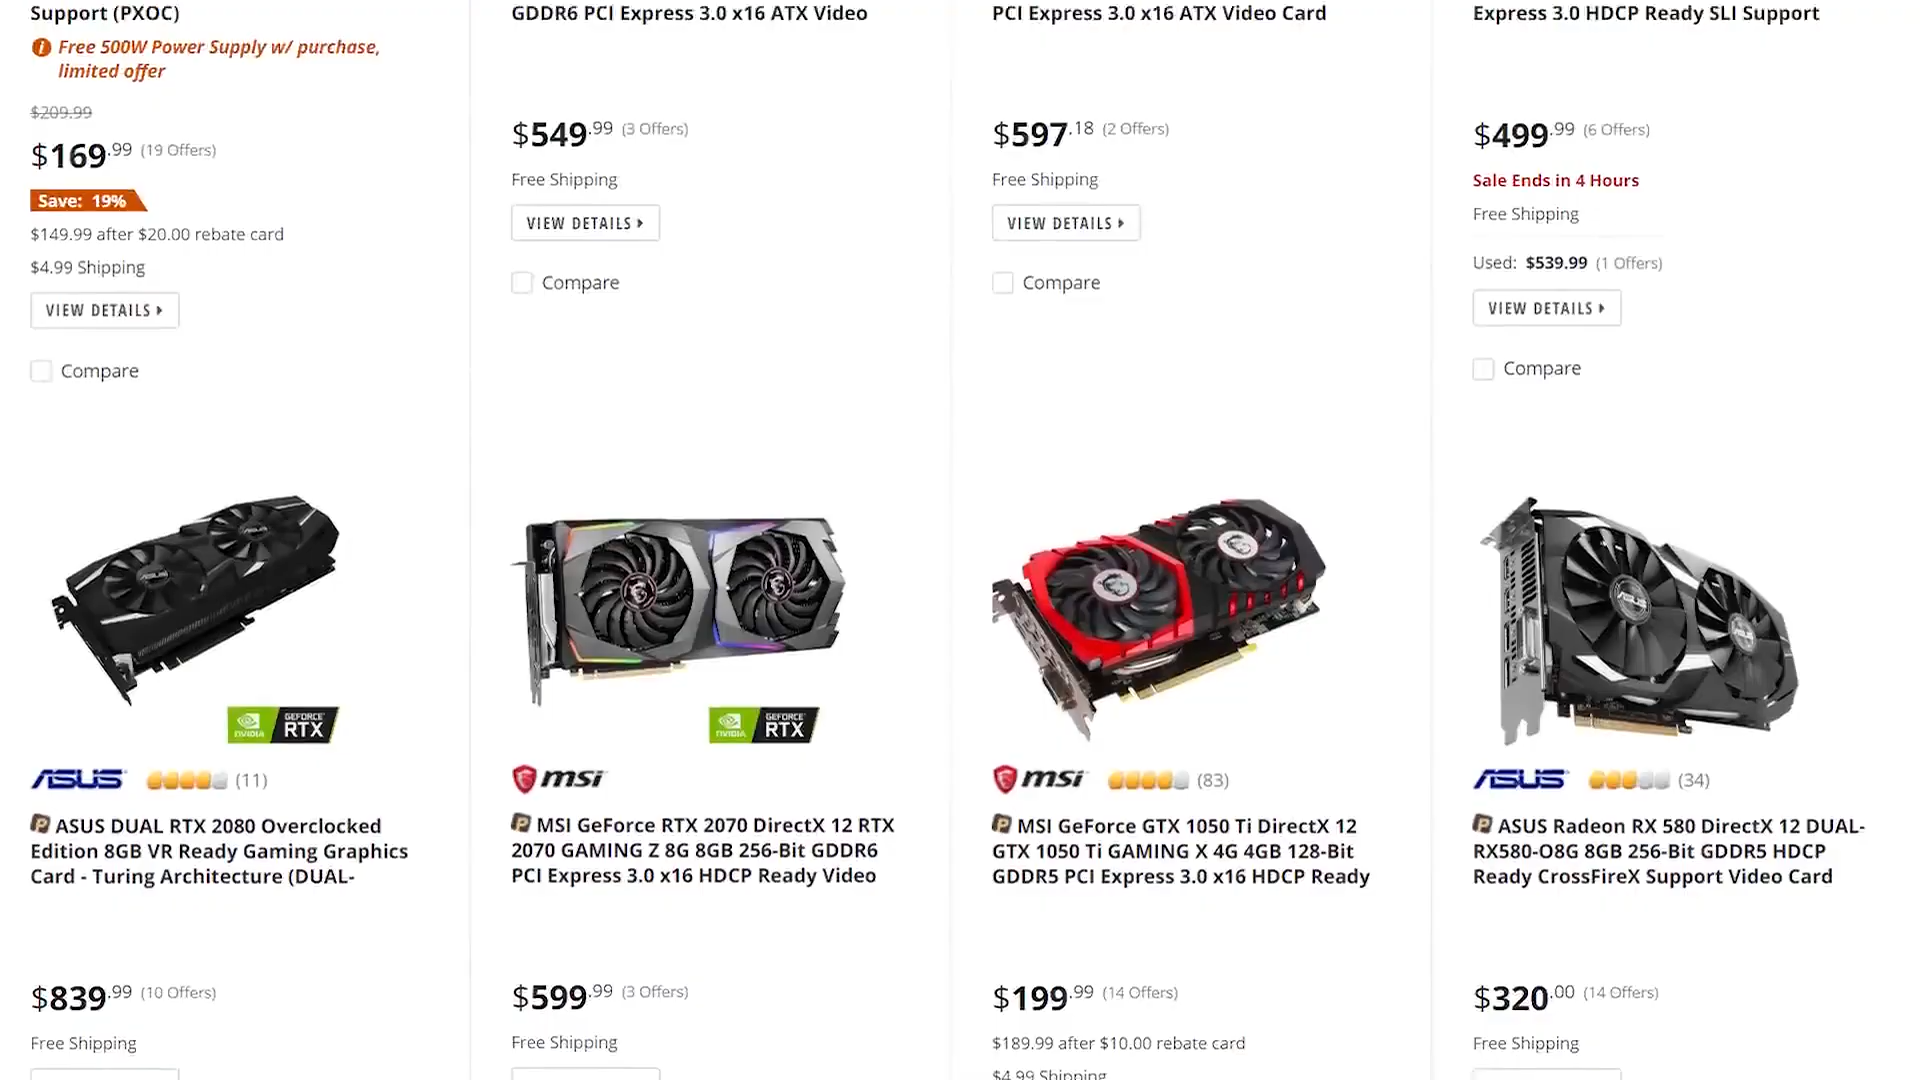 Support (PXOC)
Free 500W Power Supply w/ purchase,
limited offer
$209.99
$169.99 (19 Offers)
Save: 19%
$149.99 after $20.00 rebate card
$4.99 Shipping
VIEW DETAILS
Compare
GDDR6 PCI Express 3.0 x16 ATX Video
$549.99 (3 Offers)
Free Shipping
VIEW DETAILS
Compare
PCI Express 3.0 x16 ATX Video Card
$597.18 (2 Offers)
Free Shipping
VIEW DETAILS
Compare
Express 3.0 HDCP Ready SLI Support
$499.99 (6 Offers)
Sale Ends in 4 Hours
Free Shipping
Used: $539.99 (1 Offers)
VIEW DETAILS
Compare
NVIDIA GEFORCE RTX
ASUS (11)
ASUS DUAL RTX 2080 Overclocked
Edition 8GB VR Ready Gaming Graphics
Card - Turing Architecture (DUAL-
$839.99 (10 Offers)
Free Shipping
NVIDIA GEFORCE RTX
msi
MSI GeForce RTX 2070 DirectX 12 RTX
2070 GAMING Z 8G 8GB 256-Bit GDDR6
PCI Express 3.0 x16 HDCP Ready Video
$599.99 (3 Offers)
Free Shipping
msi (83)
MSI GeForce GTX 1050 Ti DirectX 12
GTX 1050 Ti GAMING X 4G 4GB 128-Bit
GDDR5 PCI Express 3.0 x16 HDCP Ready
$199.99 (14 Offers)
$189.99 after $10.00 rebate card
$4.99 Shipping
ASUS (34)
ASUS Radeon RX 580 DirectX 12 DUAL-
RX580-O8G 8GB 256-Bit GDDR5 HDCP
Ready CrossFireX Support Video Card
$320.00 (14 Offers)
Free Shipping